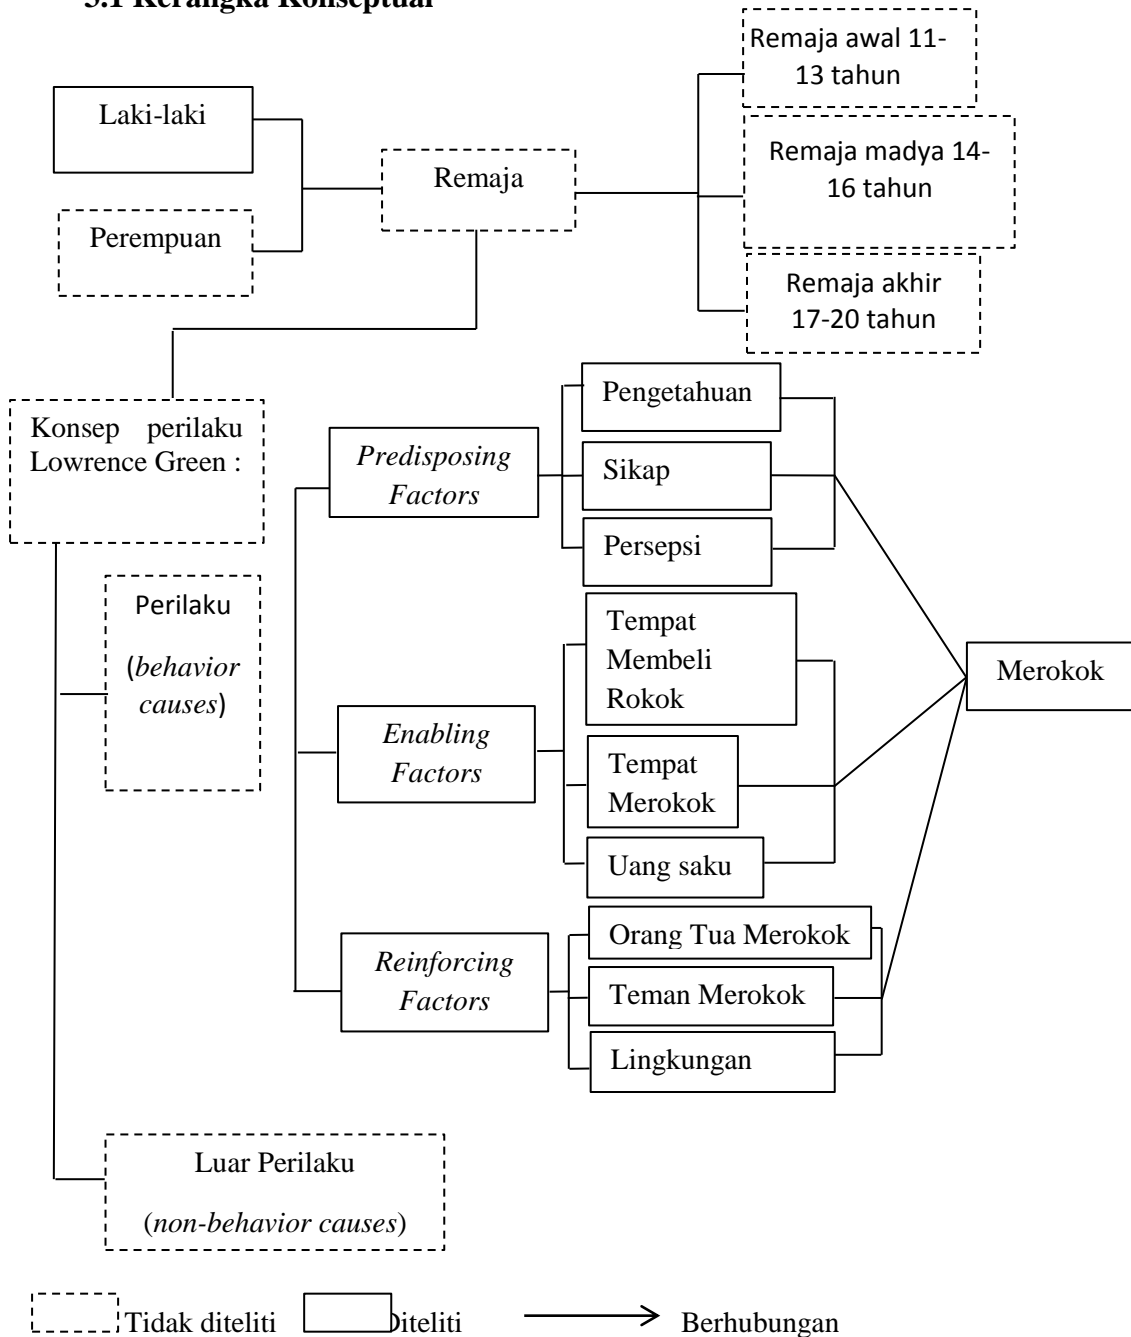 3.1 Kerangka Konseptual
Remaja awal 11-
13 tahun
Laki-laki
Remaja madya 14-
16 tahun
Remaja
Perempuan
Remaja akhir
17-20 tahun
Konsep perilaku
Lowrence Green :
Predisposing
Factors
Pengetahuan
Sikap
Persepsi
Perilaku
(behavior
causes)
Tempat
Membeli
Rokok
Merokok
Enabling
Factors
Tempat
Merokok
Uang saku
Reinforcing
Factors
Orang Tua Merokok
Teman Merokok
Lingkungan
Luar Perilaku
(non-behavior causes)
Tidak diteliti Diteliti Berhubungan